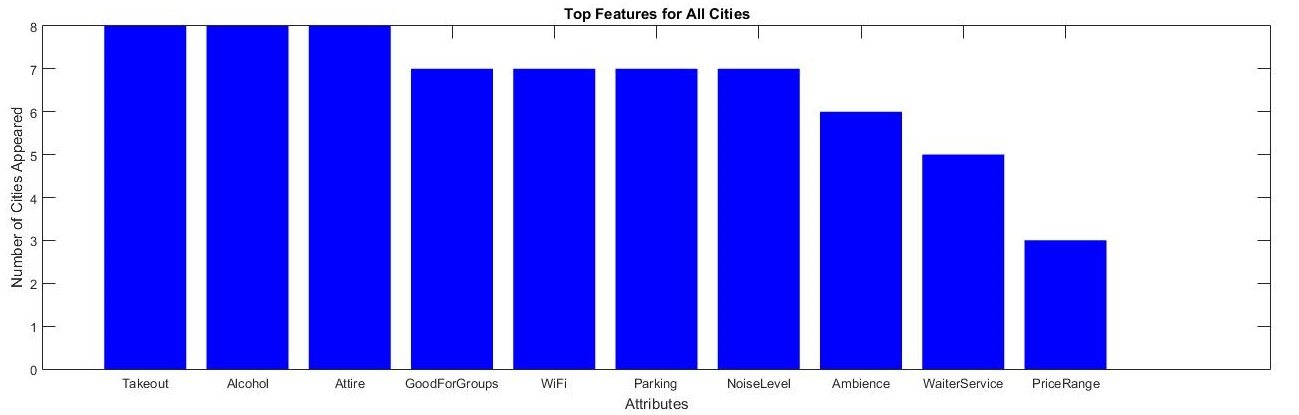 Top Features for All Cities
Number of Cities Appeared
8
7
6
5
4
3
2
1
0
Takeout Alcohol Attire GoodForGroups WiFi Parking NoiseLevel Ambience WaiterService PriceRange
Attributes